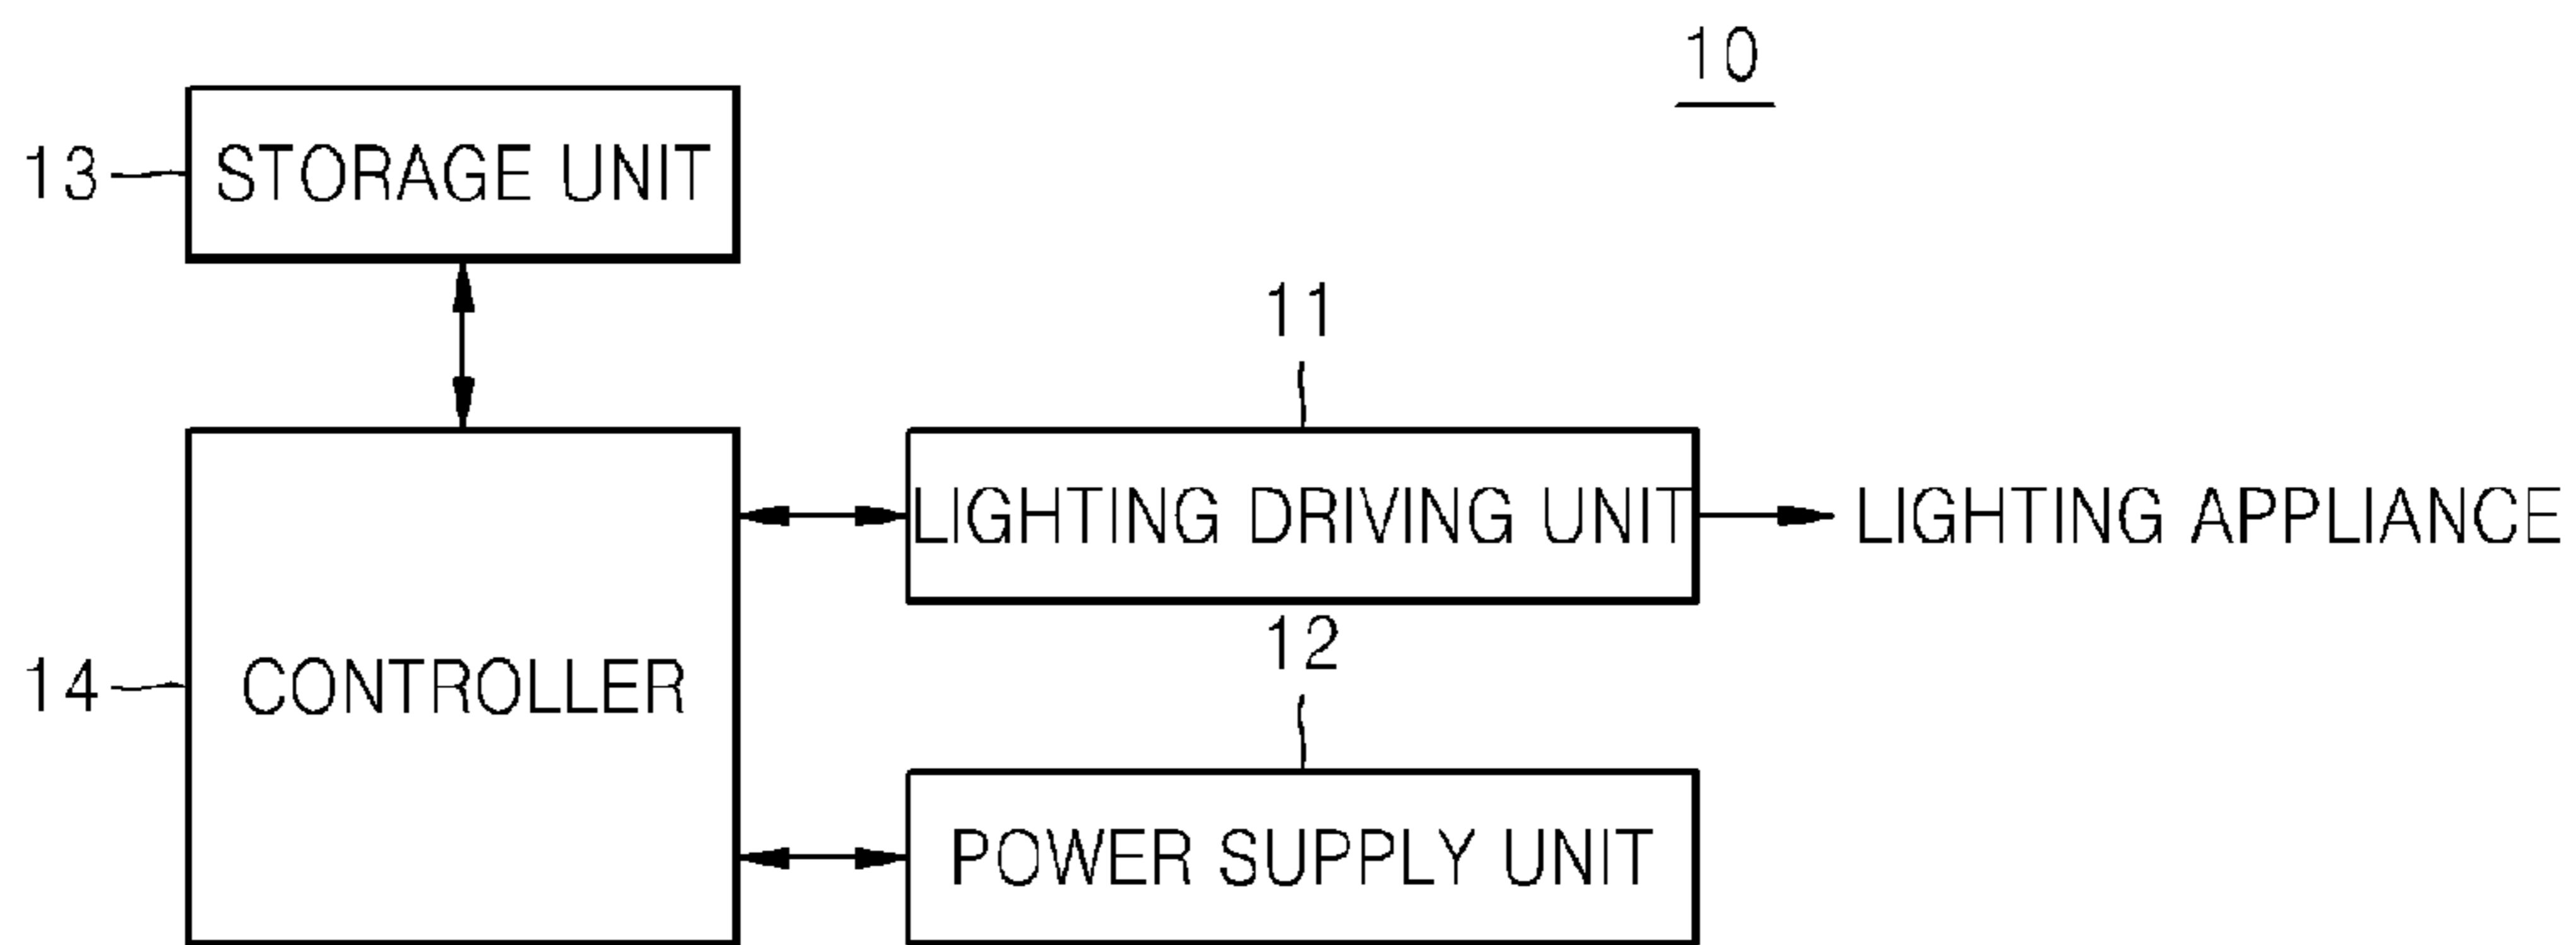 10
13
STORAGE UNIT
11
LIGHTING DRIVING UNIT
LIGHTING APPLIANCE
12
14
CONTROLLER
POWER SUPPLY UNIT